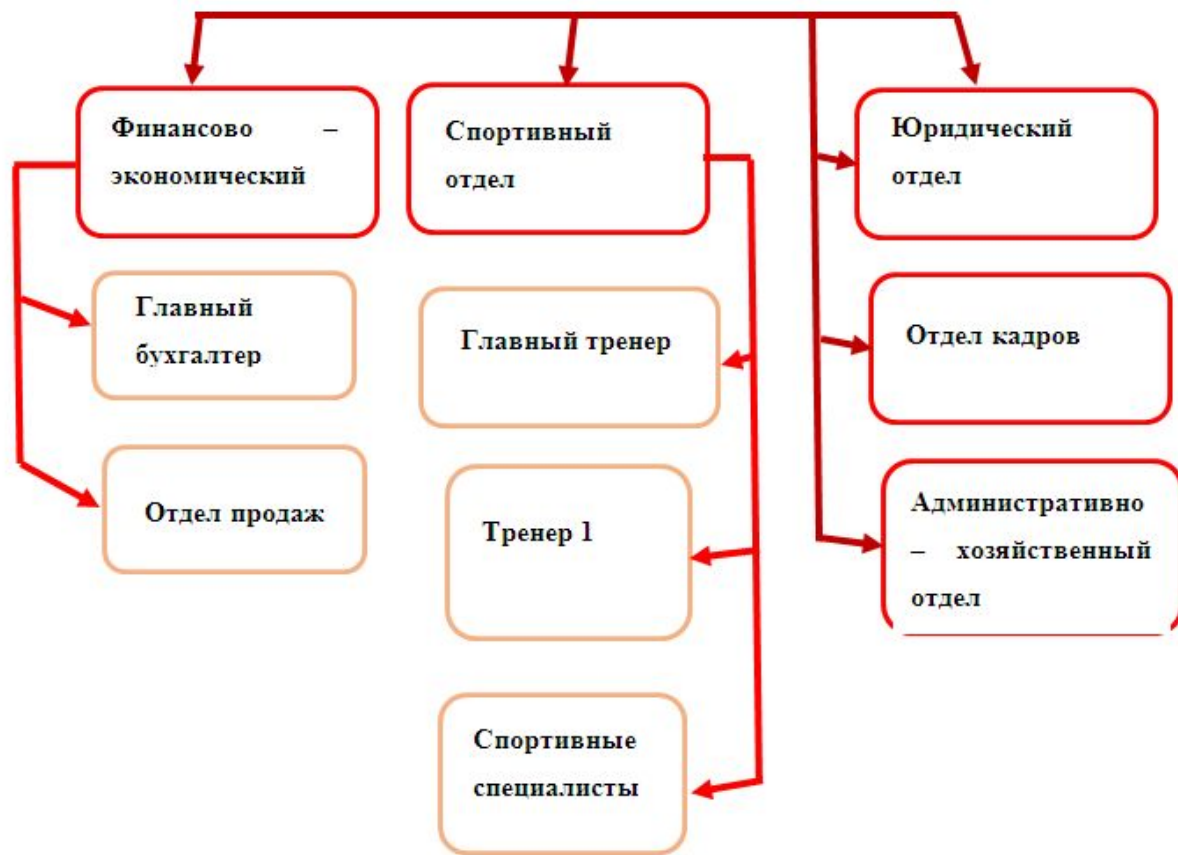 Финансово –
экономический
Главный
бухгалтер
Отдел продаж
Спортивный
отдел
Главный тренер
Тренер 1
Спортивные
специалисты
Юридический
отдел
Отдел кадров
Административно
– хозяйственный
отдел